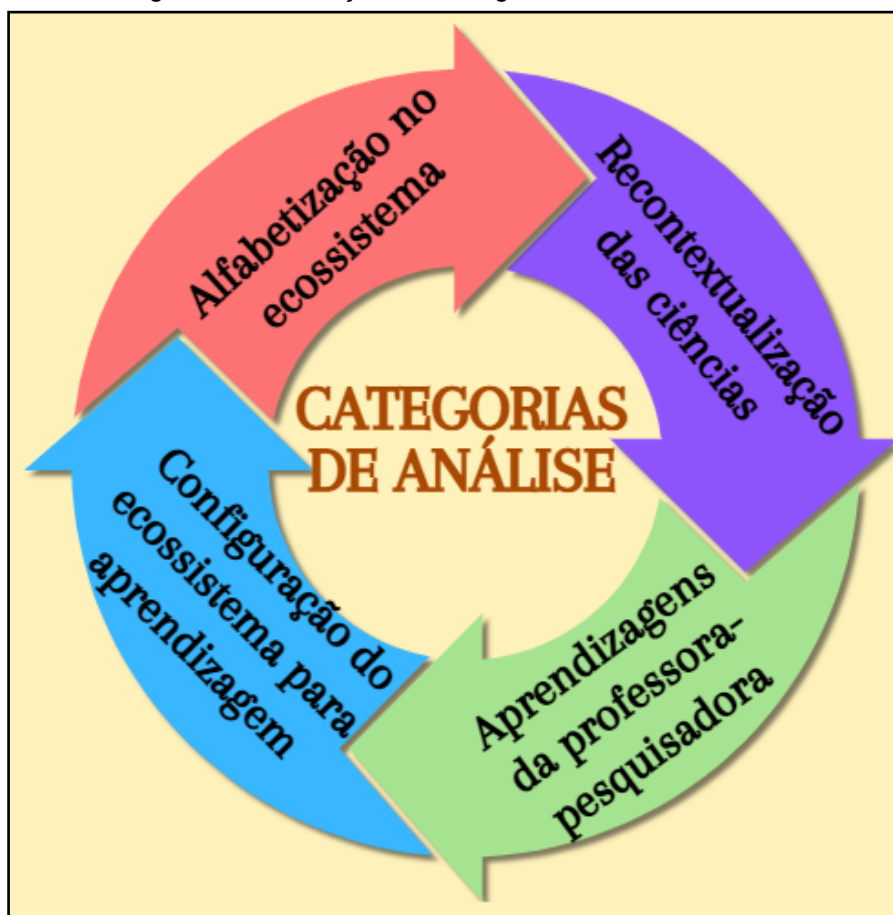 Alfabetização no
ecossistema
Recontextualização
das ciências
CATEGORIAS
DE ANÁLISE
Configuração do
ecossistema para
aprendizagem
Aprendizagens
da professora-
pesquisadora